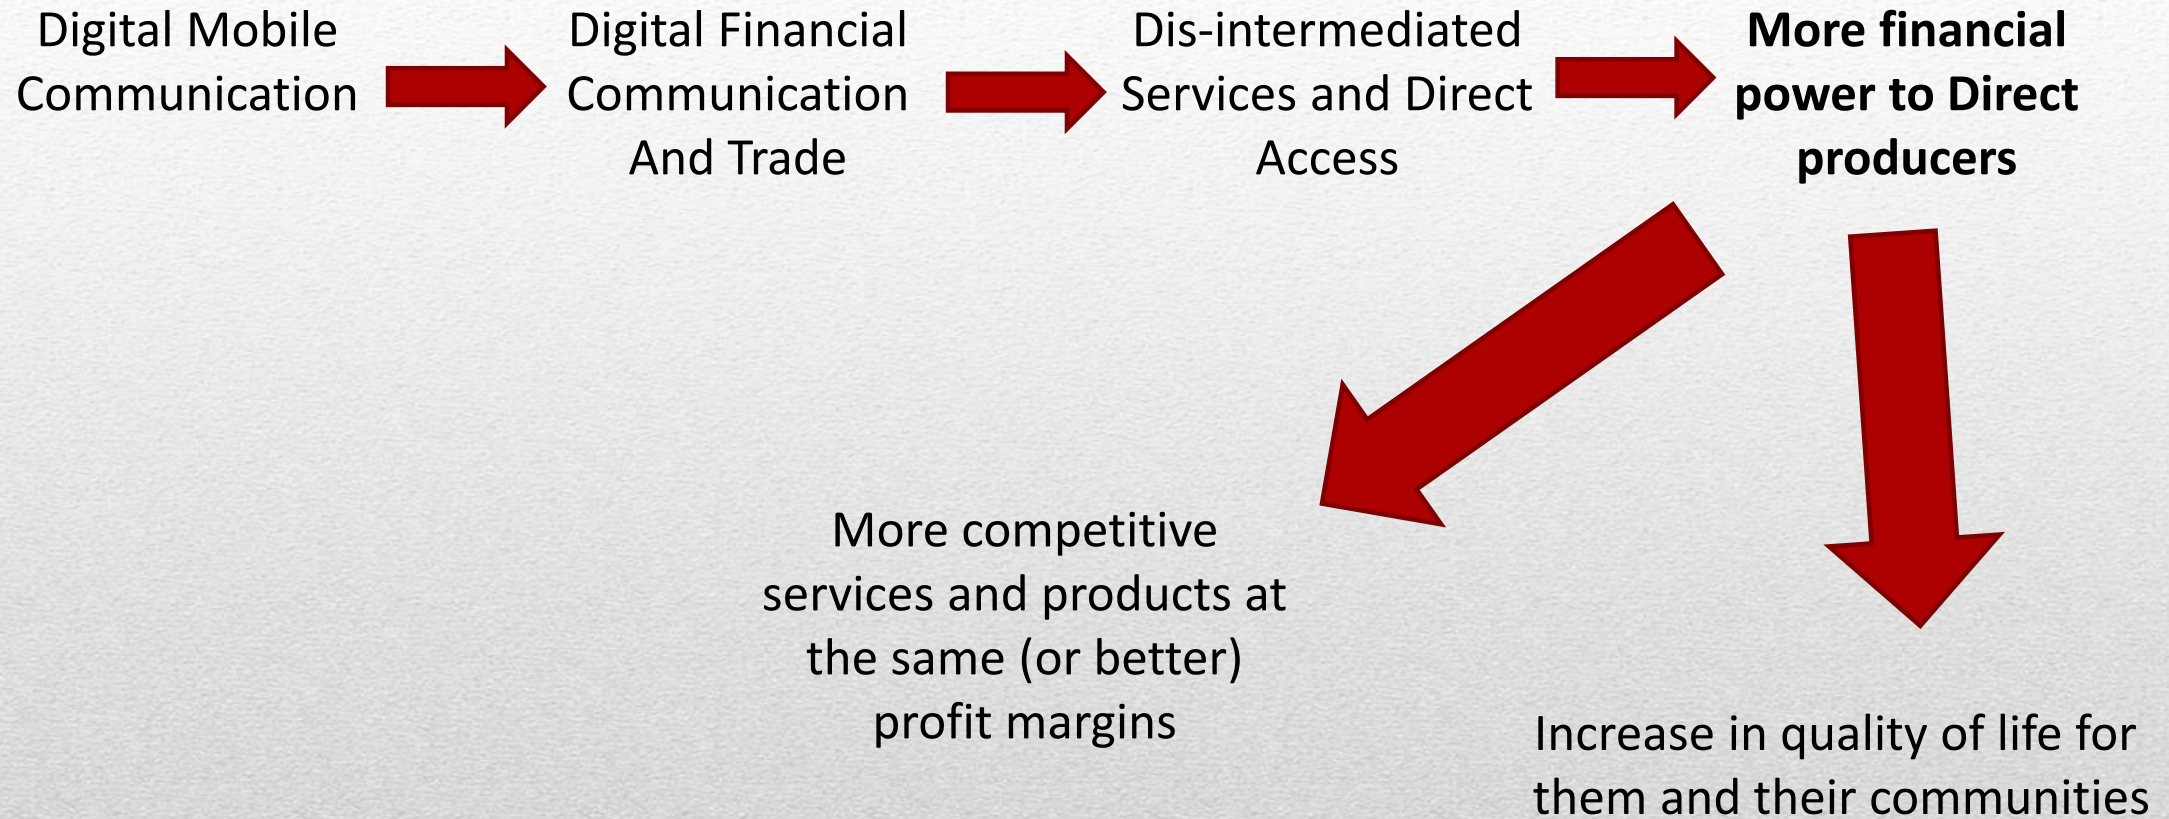 Digital Mobile
Communication
Digital Financial
Communication
And Trade
Dis-intermediated
Services and Direct
Access
More financial
power to Direct
producers
More competitive
services and products at
the same (or better)
profit margins
Increase in quality of life for
them and their communities